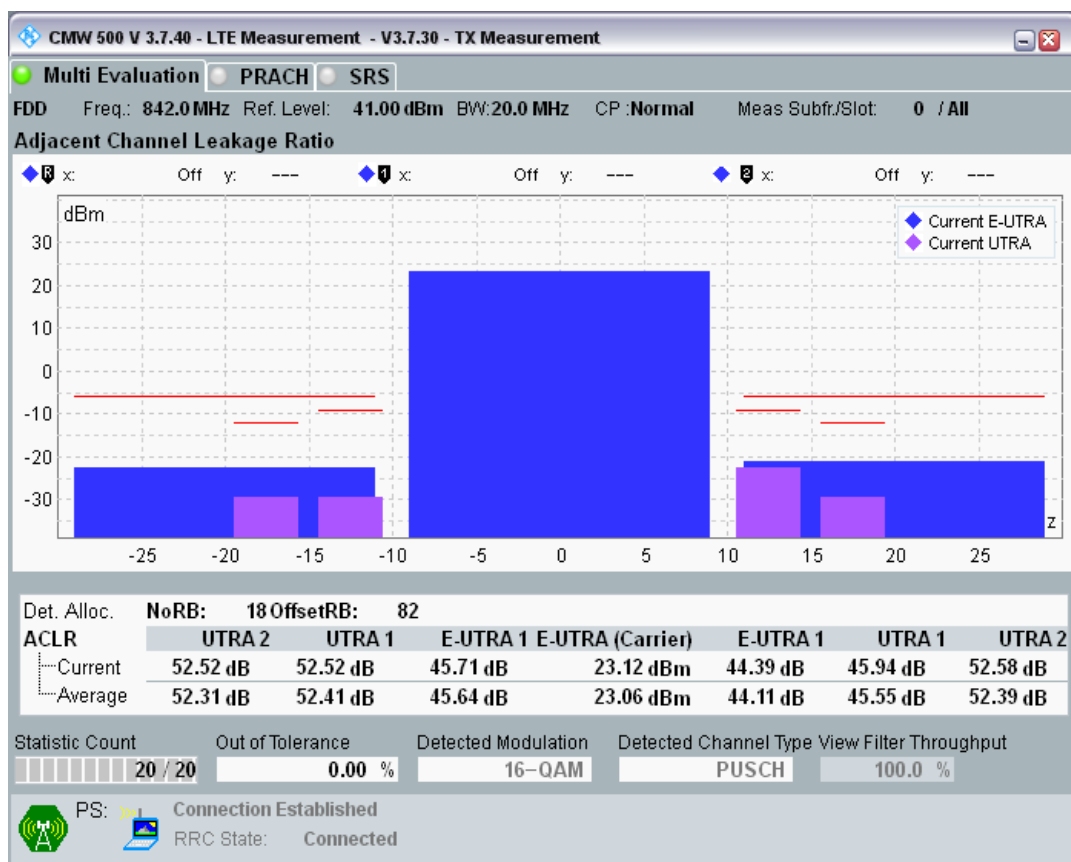 CMW 500 V 3.7.40 - LTE Measurement - V3.7.30 - TX Measurement
Multi Evaluation PRACH SRS
FDD Freq.: 842.0 MHz Ref. Level: 41.00 dBm BW:20.0 MHz CP :Normal Meas Subfr./Slot: 0 / All
Adjacent Channel Leakage Ratio
R x: Off y: --- 1 x: Off y: --- 2 x: Off y: ---
dBm
Current E-UTRA
Current UTRA
30
20
10
0
-10
-20
-30
z
-25 -20 -15 -10 -5 0 5 10 15 20 25
Det. Alloc. NoRB: 18 OffsetRB: 82
ACLR UTRA 2 UTRA 1 E-UTRA 1 E-UTRA (Carrier) E-UTRA 1 UTRA 1 UTRA 2
Current 52.52 dB 52.52 dB 45.71 dB 23.12 dBm 44.39 dB 45.94 dB 52.58 dB
Average 52.31 dB 52.41 dB 45.64 dB 23.06 dBm 44.11 dB 45.55 dB 52.39 dB
Statistic Count Out of Tolerance Detected Modulation Detected Channel Type View Filter Throughput
20 / 20 0.00 % 16-QAM PUSCH 100.0 %
PS: Connection Established
RRC State: Connected